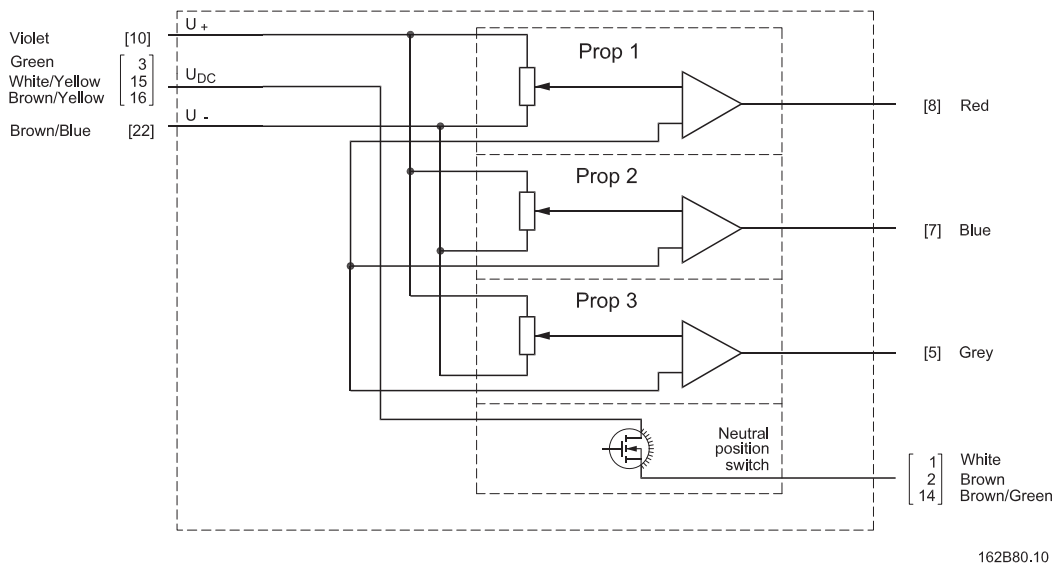 Violet [10] U +
Green 3
White/Yellow 15 U DC
Brown/Yellow 16
Brown/Blue [22] U -
Prop 1
[8] Red
Prop 2
[7] Blue
Prop 3
[5] Grey
Neutral
position
switch
1 White
2 Brown
14 Brown/Green
162B80.10